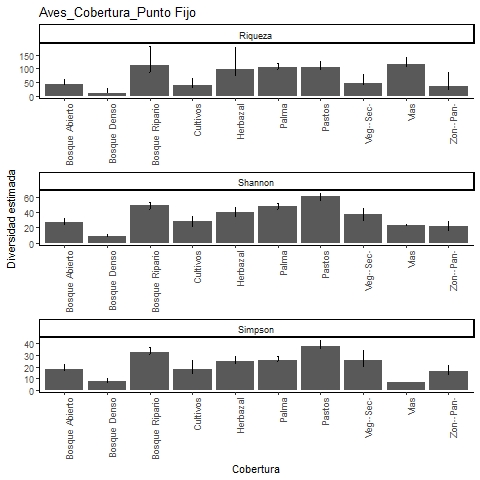 Aves_Cobertura_Punto Fijo
Riqueza
150
100
50
0
Bosque Abierto
Bosque Denso
Bosque Ripario
Cultivos
Herbazal
Palma
Pastos
Veg--Sec-
Vias
Zon--Pan-
Diversidad estimada
Shannon
60
40
20
0
Bosque Abierto
Bosque Denso
Bosque Ripario
Cultivos
Herbazal
Palma
Pastos
Veg--Sec-
Vias
Zon--Pan-
Simpson
40
30
20
10
0
Bosque Abierto
Bosque Denso
Bosque Ripario
Cultivos
Herbazal
Palma
Pastos
Veg--Sec-
Vias
Zon--Pan-
Cobertura